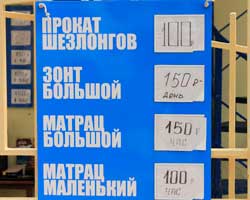 ПРОКАТ
ШЕЗЛОНГОВ
100
ЗОНТ
БОЛЬШОЙ
150 р-
день
МАТРАЦ
БОЛЬШОЙ
150 р
час
МАТРАЦ
МАЛЕНЬКИЙ
100 р
час